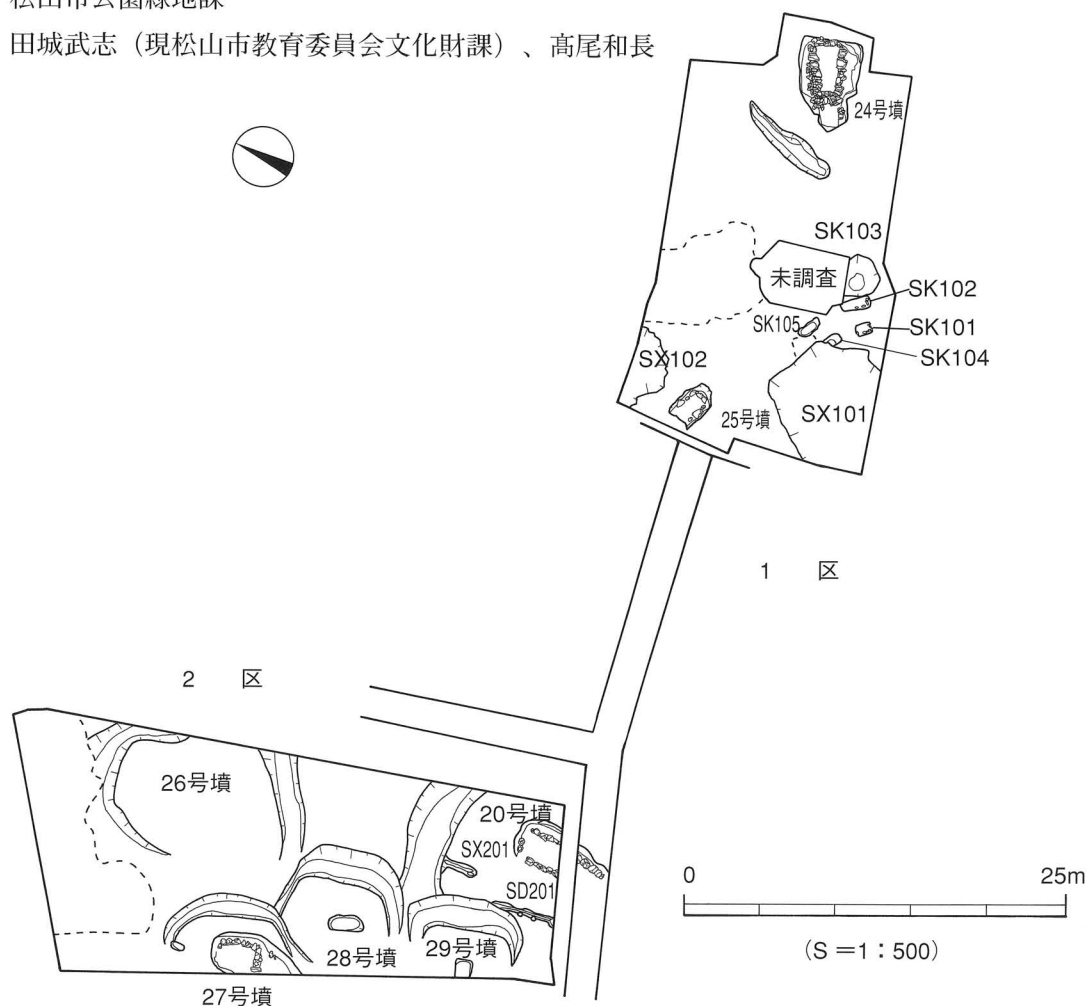 松山市公園緑地課
田城武志（現松山市教育委員会文化財課）、髙尾和長
24号墳
SK103
未調査
SK102
SK105
SK101
SK104
SX102
25号墳
SX101
1　区
2　区
26号墳
20号墳
SX201
SD201
28号墳
29号墳
27号墳
0　25m
（S＝1：500）